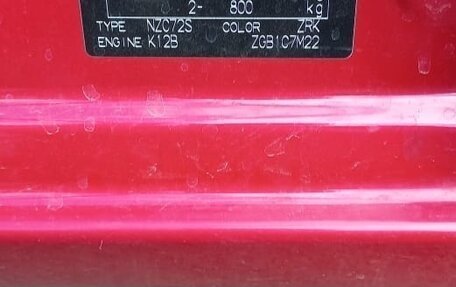 2- 800 kg
TYPE NZC72S COLOR ZRK
ENGINE K12B ZGB1C7M22